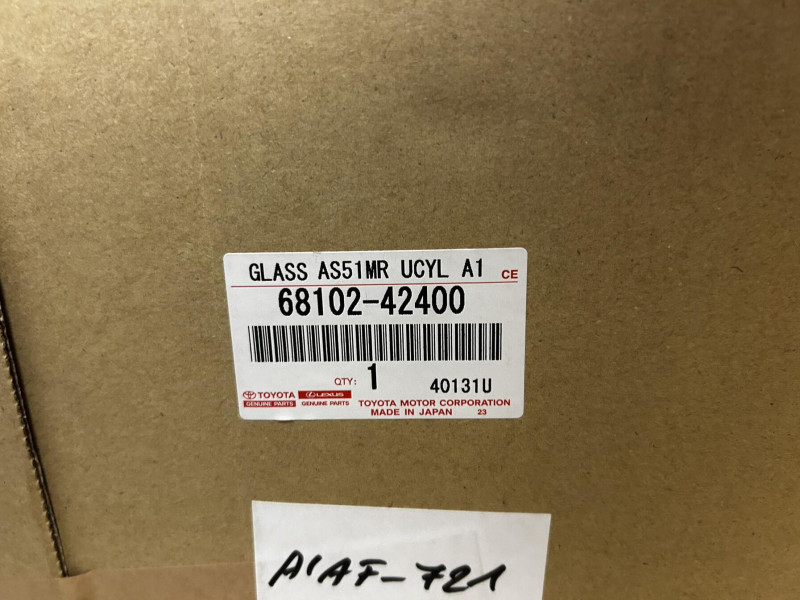 GLASS AS51MR UCYL A1 CE
68102-42400
QTY: 1 40131U
TOYOTA LEXUS
GENUINE PARTS GENUINE PARTS
TOYOTA MOTOR CORPORATION
MADE IN JAPAN 23
A1AF-721